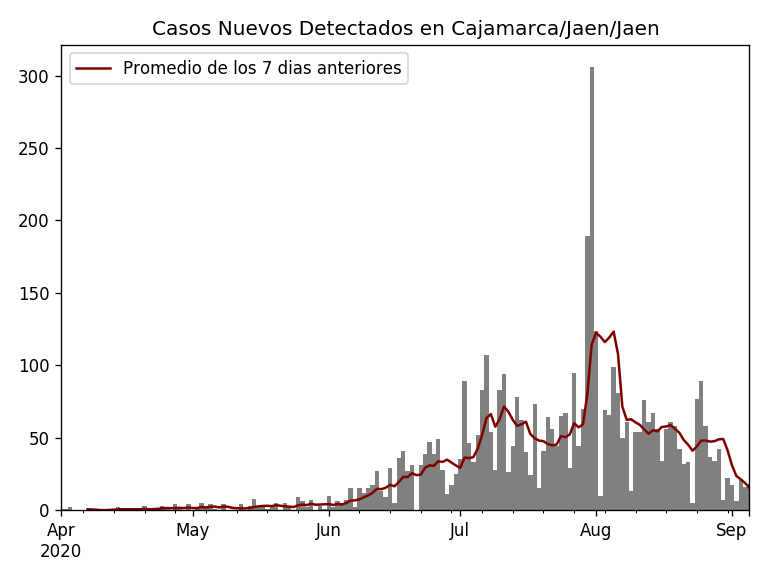 Casos Nuevos Detectados en Cajamarca/Jaen/Jaen
Promedio de los 7 dias anteriores
300
250
200
150
100
50
0
Apr May Jun Jul Aug Sep
2020